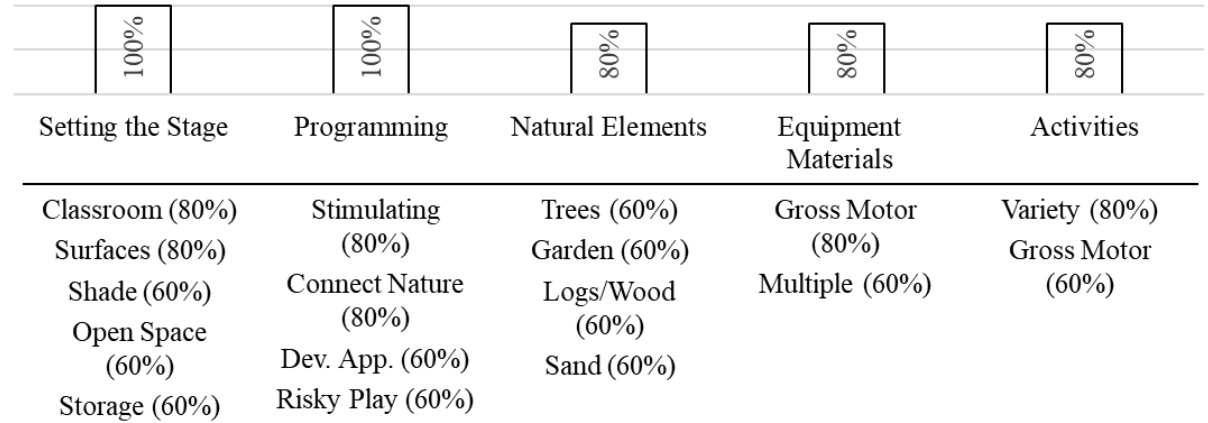 100%
100%
80%
80%
80%
Setting the Stage
Programming
Natural Elements
Equipment
Materials
Activities
Classroom (80%)
Surfaces (80%)
Shade (60%)
Open Space
(60%)
Storage (60%)
Stimulating
(80%)
Connect Nature
(80%)
Dev. App. (60%)
Risky Play (60%)
Trees (60%)
Garden (60%)
Logs/Wood
(60%)
Sand (60%)
Gross Motor
(80%)
Multiple (60%)
Variety (80%)
Gross Motor
(60%)